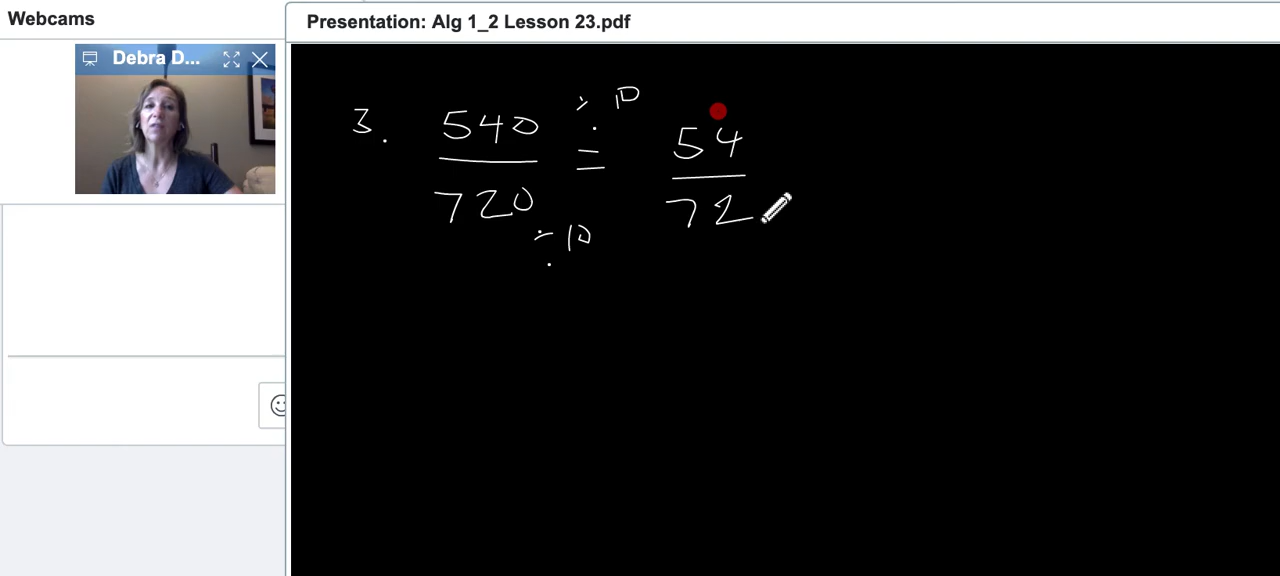 Webcams
Presentation: Alg 1_2 Lesson 23.pdf
Debra D...
3. 540/720 ÷10 ÷10 = 54/72